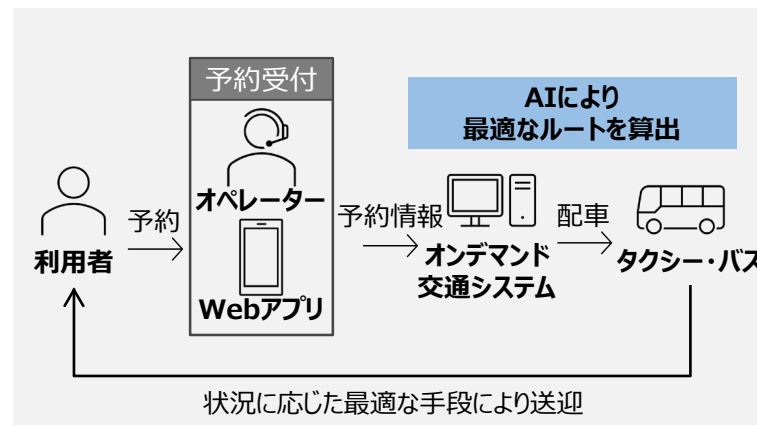 予約受付
AIにより
最適なルートを算出
オペレーター
予約
予約情報
配車
利用者
オンデマンド
交通システム
タクシー・バス
Webアプリ
状況に応じた最適な手段により送迎